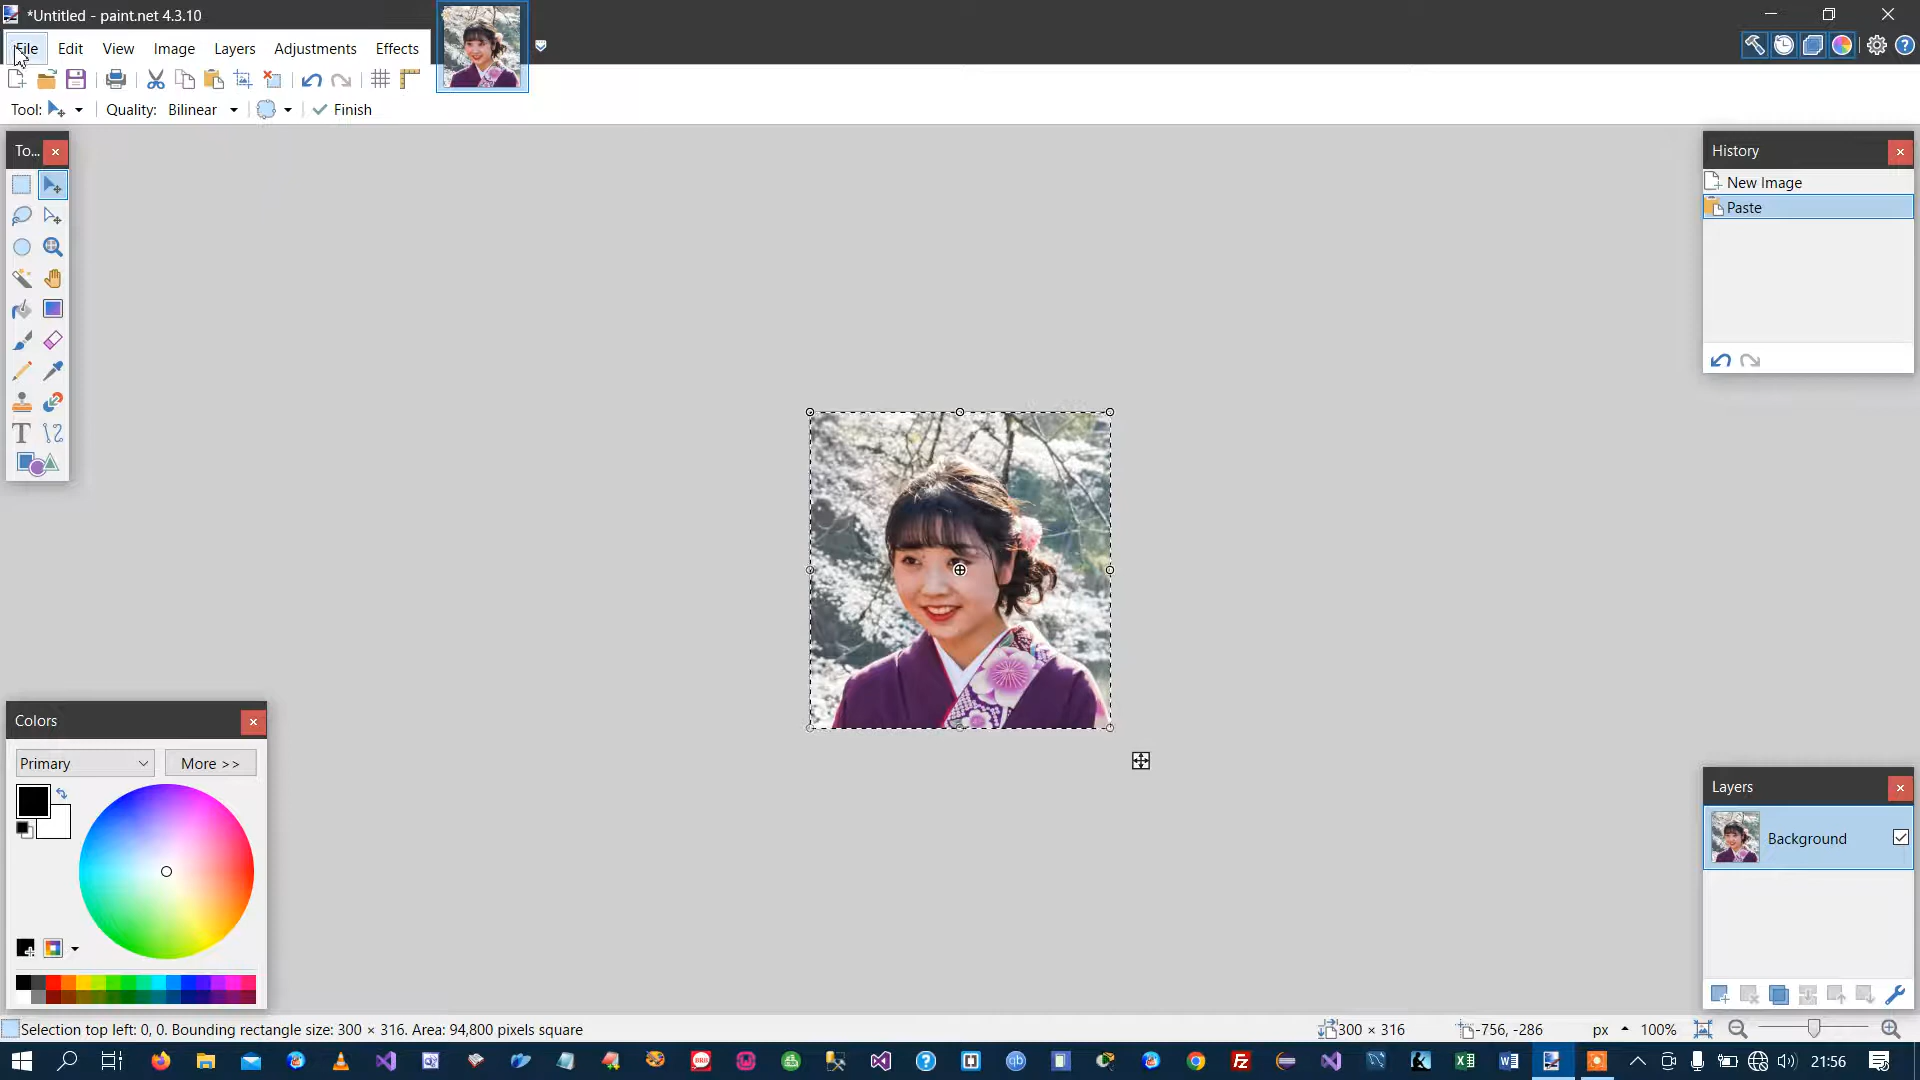 *Untitled - paint.net 4.3.10
File Edit View Image Layers Adjustments Effects
Tool: Quality: Bilinear Finish
To...
History
New Image
Paste
Colors
Primary More >>
Layers
Background
Selection top left: 0, 0. Bounding rectangle size: 300 × 316. Area: 94,800 pixels square 300 × 316 -756, -286 px 100%
21:56